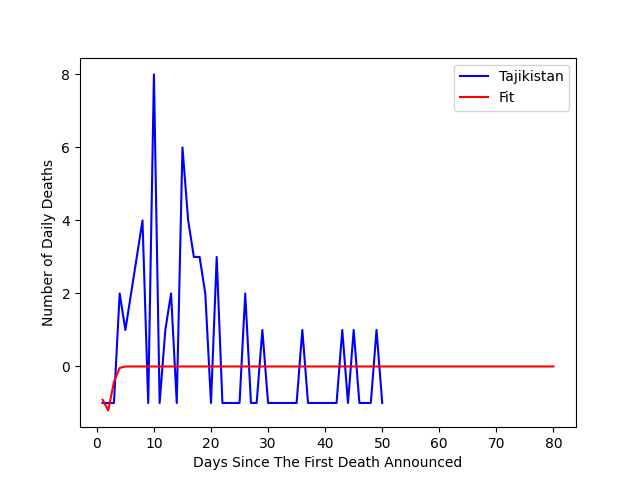 Tajikistan
Fit
Number of Daily Deaths
8
6
4
2
0
0 10 20 30 40 50 60 70 80
Days Since The First Death Announced